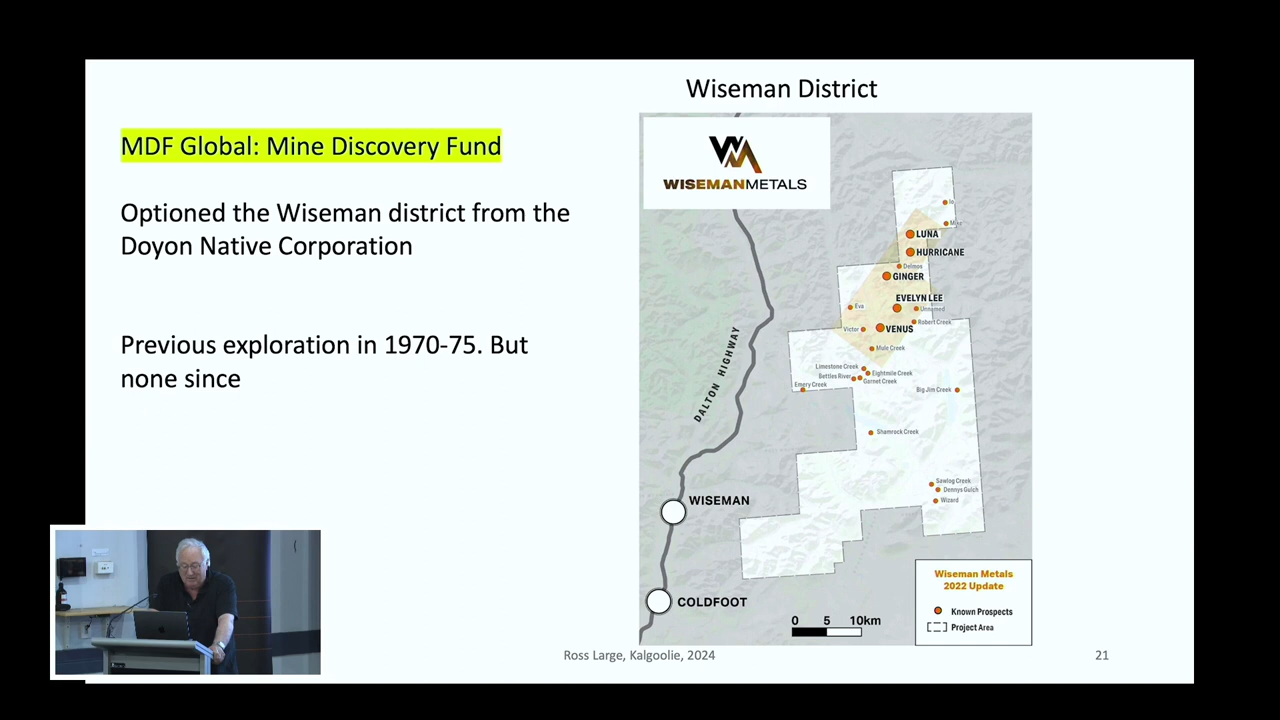 Wiseman District
MDF Global: Mine Discovery Fund
Optioned the Wiseman district from the
Doyon Native Corporation
Previous exploration in 1970-75. But
none since
WISEMANMETALS
Io
LUNA
HURRICANE
Delmos
GINGER
EVELYN LEE
Eva
Unnamed
Robert Creek
Victor
VENUS
Mule Creek
Limestone Creek
Eightmile Creek
Bettles River
Garnet Creek
Emery Creek
Big Jim Creek
DALTON HIGHWAY
Shamrock Creek
Sawlog Creek
Dennys Gulch
Wizard
WISEMAN
COLDFOOT
0 5 10km
Wiseman Metals
2022 Update
Known Prospects
Project Area
Ross Large, Kalgoolie, 2024
21